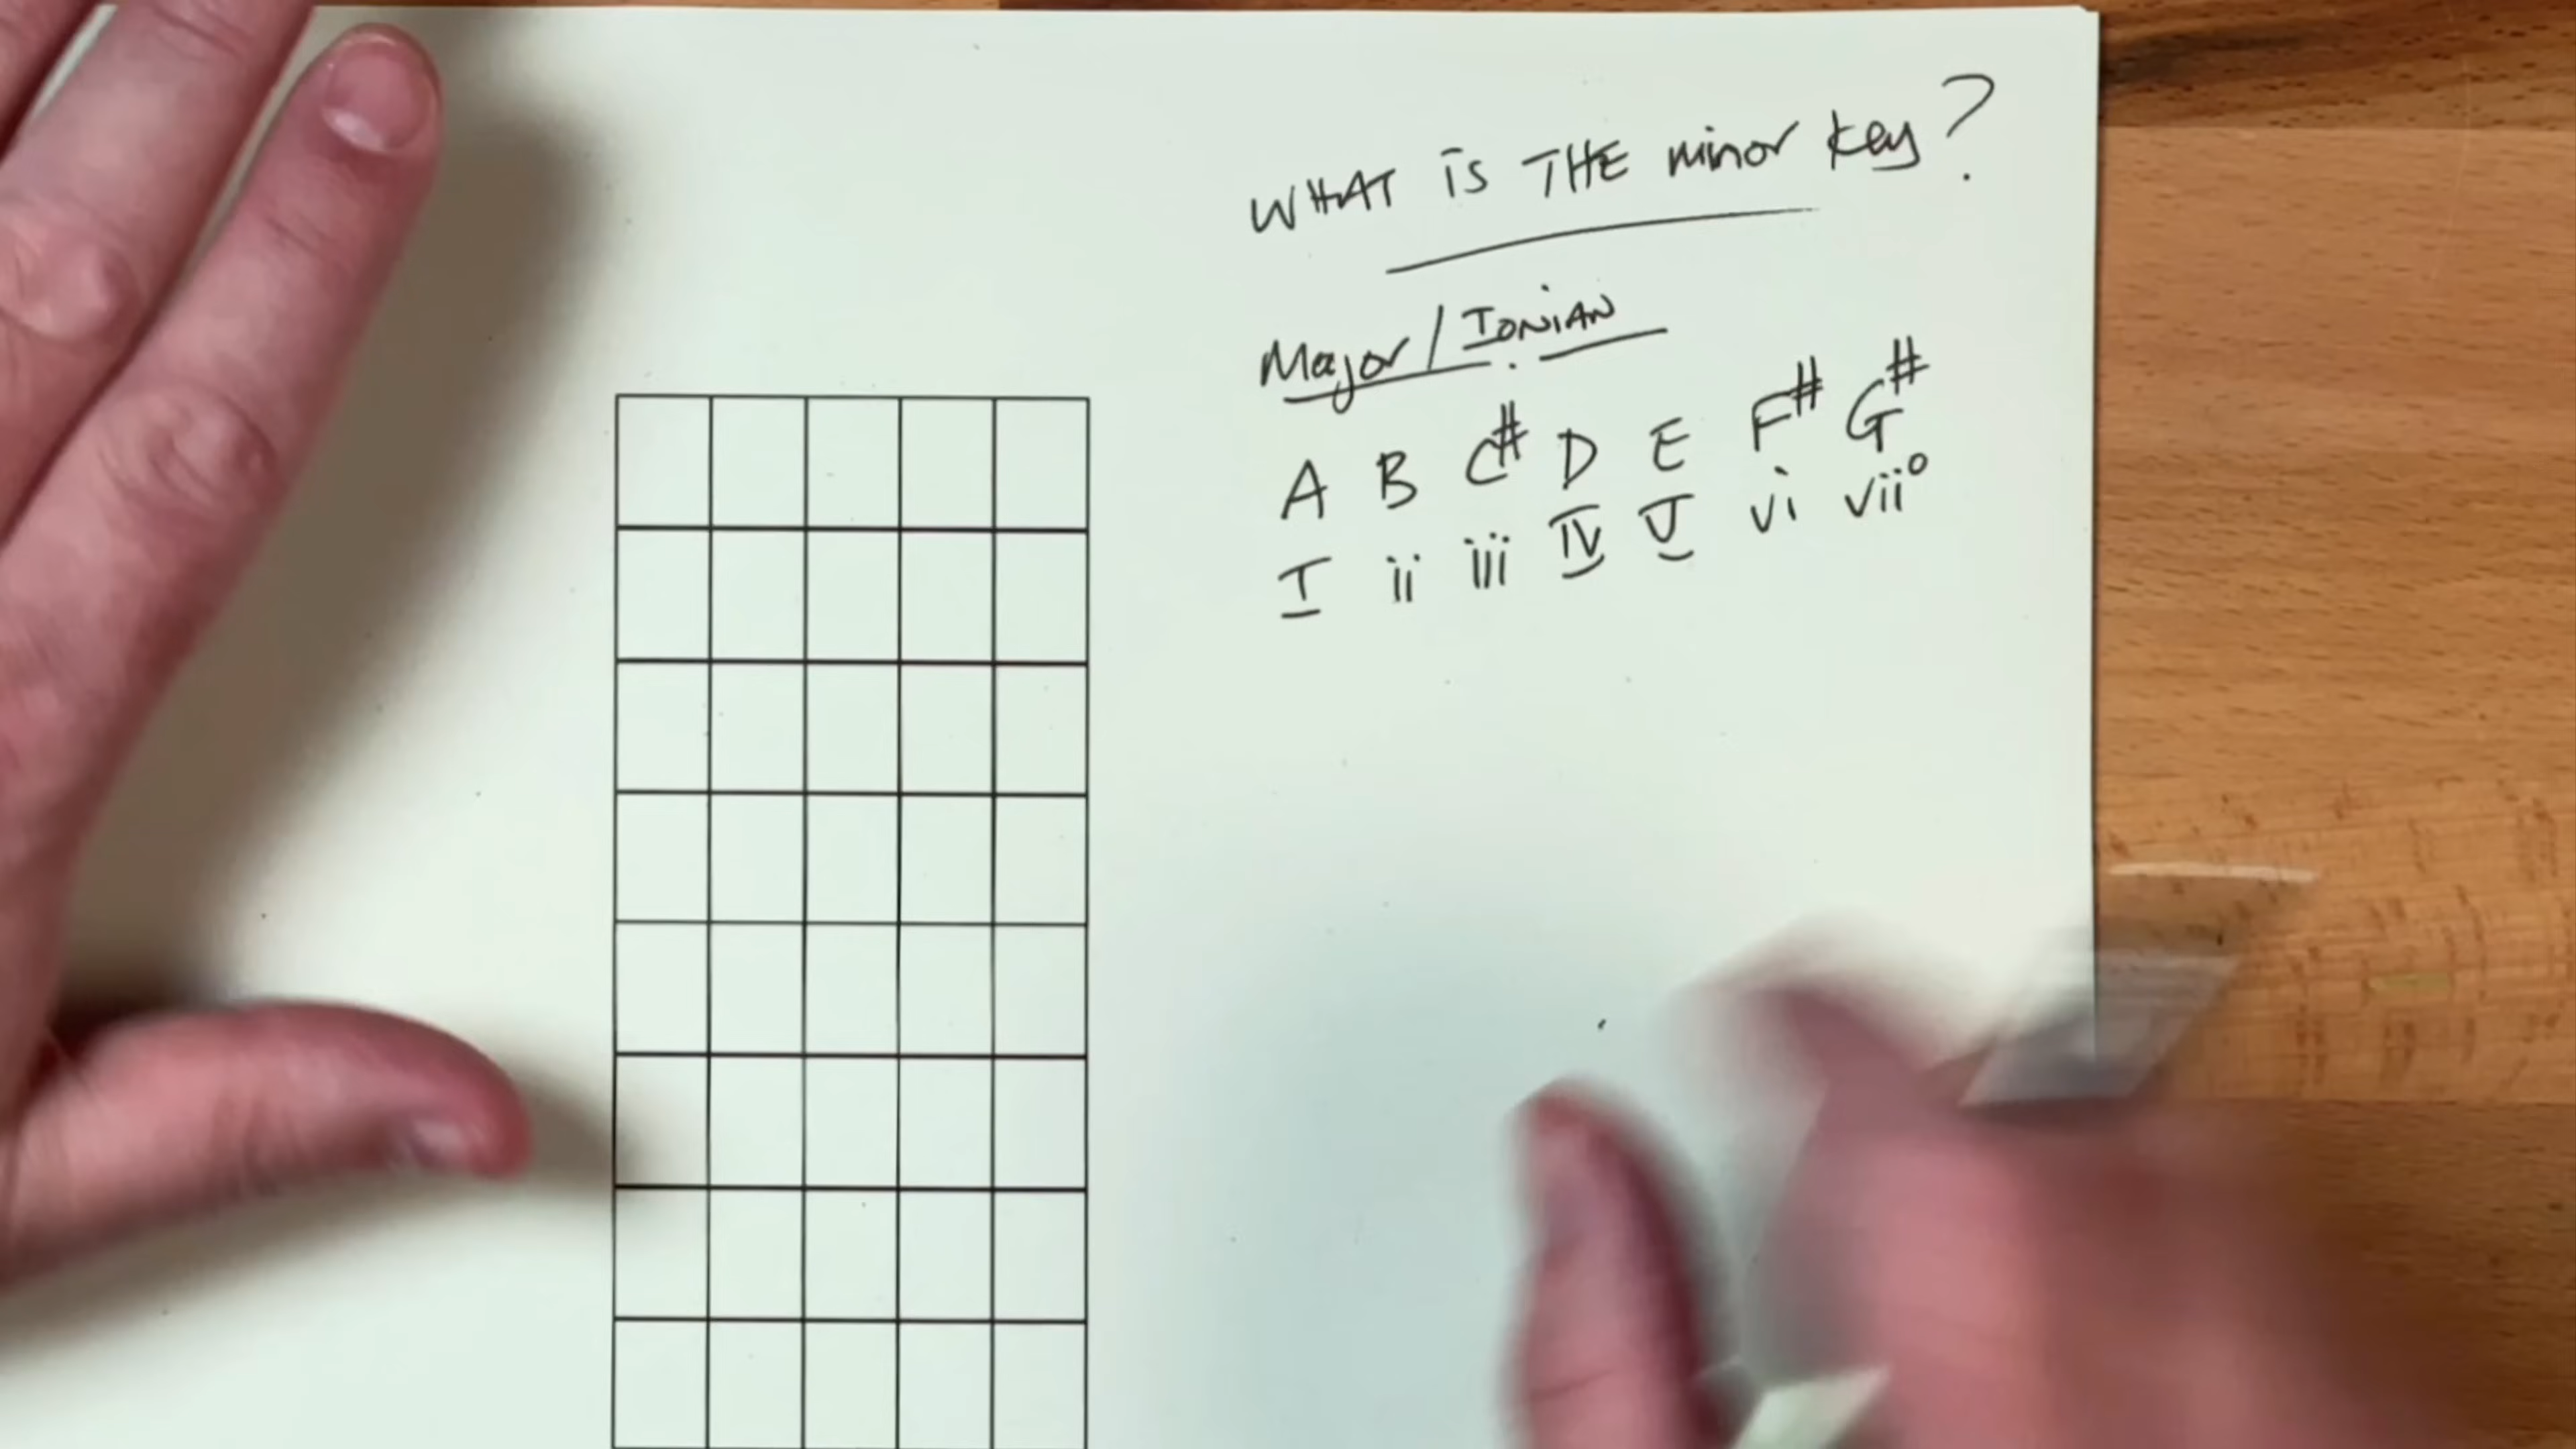 WHAT is THE minor key?
Major/IONiAN
A B C# D E F# G#
I ii iii IV V vi vii°